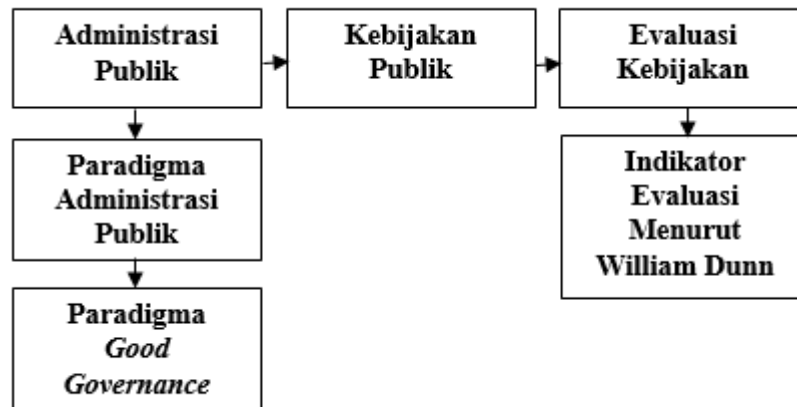 Administrasi
Publik
Kebijakan
Publik
Evaluasi
Kebijakan
Paradigma
Administrasi
Publik
Indikator
Evaluasi
Menurut
William Dunn
Paradigma
Good
Governance